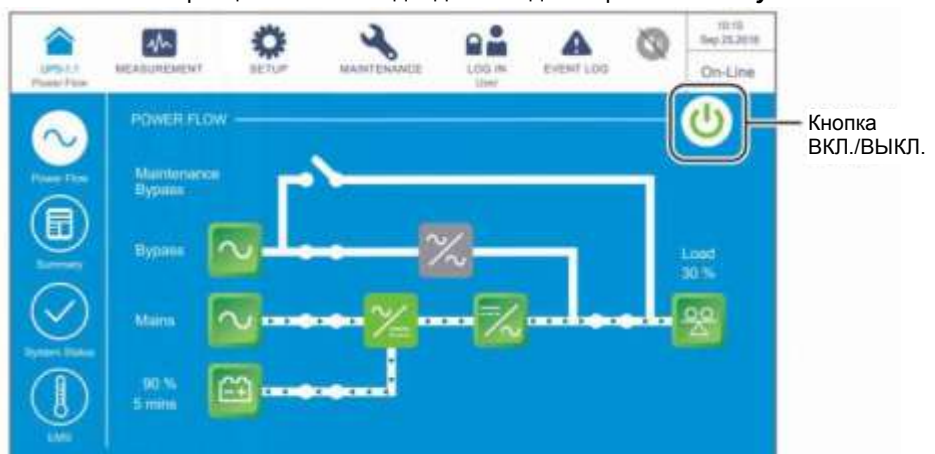 10:10
Sep 25,2018
On-Line
UPS-1.1
Power Flow
MEASUREMENT
SETUP
MAINTENANCE
LOG IN
User
EVENT LOG
POWER FLOW
Кнопка
ВКЛ./ВЫКЛ.
Power Flow
Maintenance
Bypass
Summary
Bypass
Load
30 %
Mains
System Status
90 %
5 mins
EMS